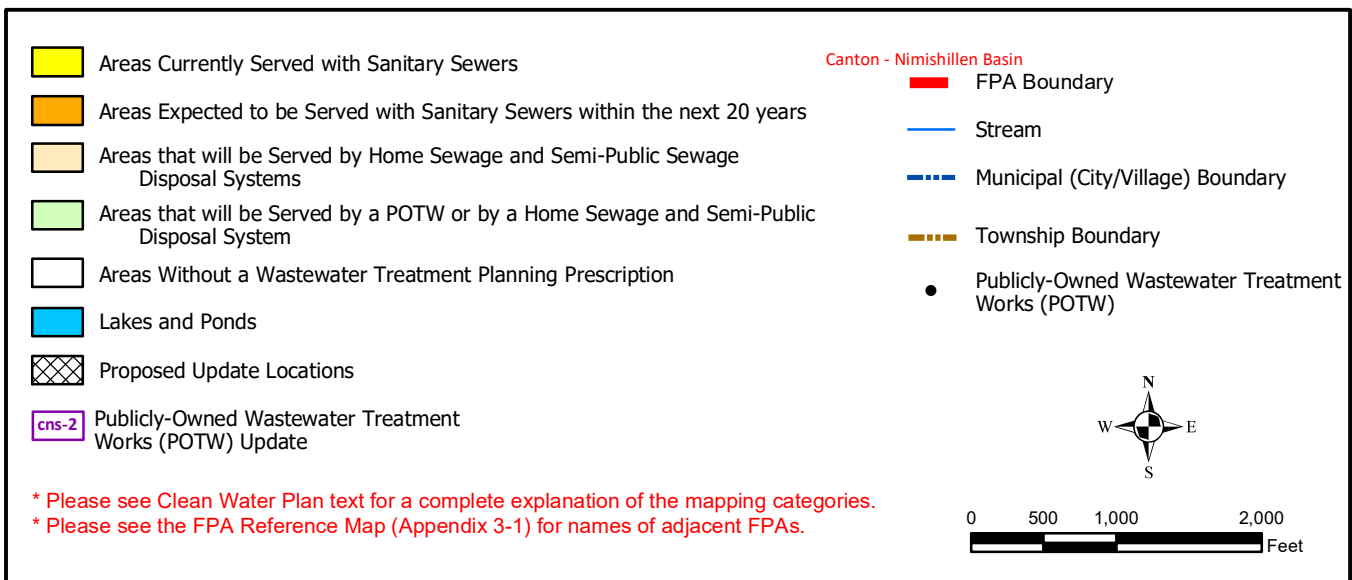 Areas Currently Served with Sanitary Sewers
Areas Expected to be Served with Sanitary Sewers within the next 20 years
Areas that will be Served by Home Sewage and Semi-Public Sewage
Disposal Systems
Areas that will be Served by a POTW or by a Home Sewage and Semi-Public
Disposal System
Areas Without a Wastewater Treatment Planning Prescription
Lakes and Ponds
Proposed Update Locations
cns-2
Publicly-Owned Wastewater Treatment
Works (POTW) Update
* Please see Clean Water Plan text for a complete explanation of the mapping categories.
* Please see the FPA Reference Map (Appendix 3-1) for names of adjacent FPAs.
Canton - Nimishillen Basin
FPA Boundary
Stream
Municipal (City/Village) Boundary
Township Boundary
Publicly-Owned Wastewater Treatment
Works (POTW)
N
W E
S
0 500 1,000 2,000
Feet